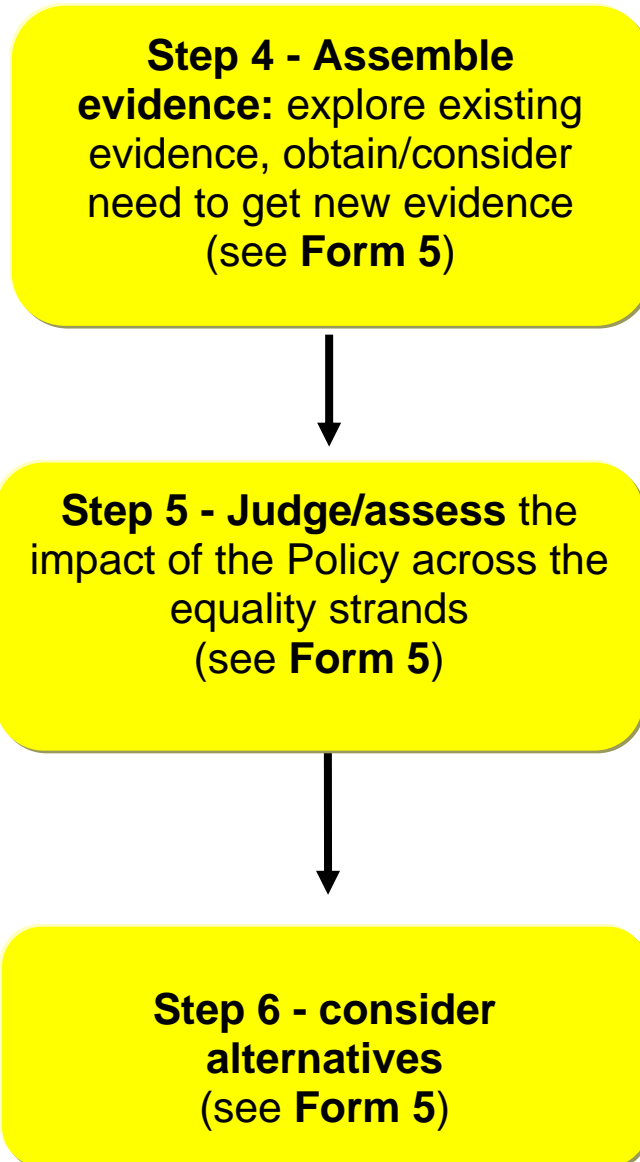 Step 4 - Assemble
evidence: explore existing
evidence, obtain/consider
need to get new evidence
(see Form 5)
Step 5 - Judge/assess the
impact of the Policy across the
equality strands
(see Form 5)
Step 6 - consider
alternatives
(see Form 5)